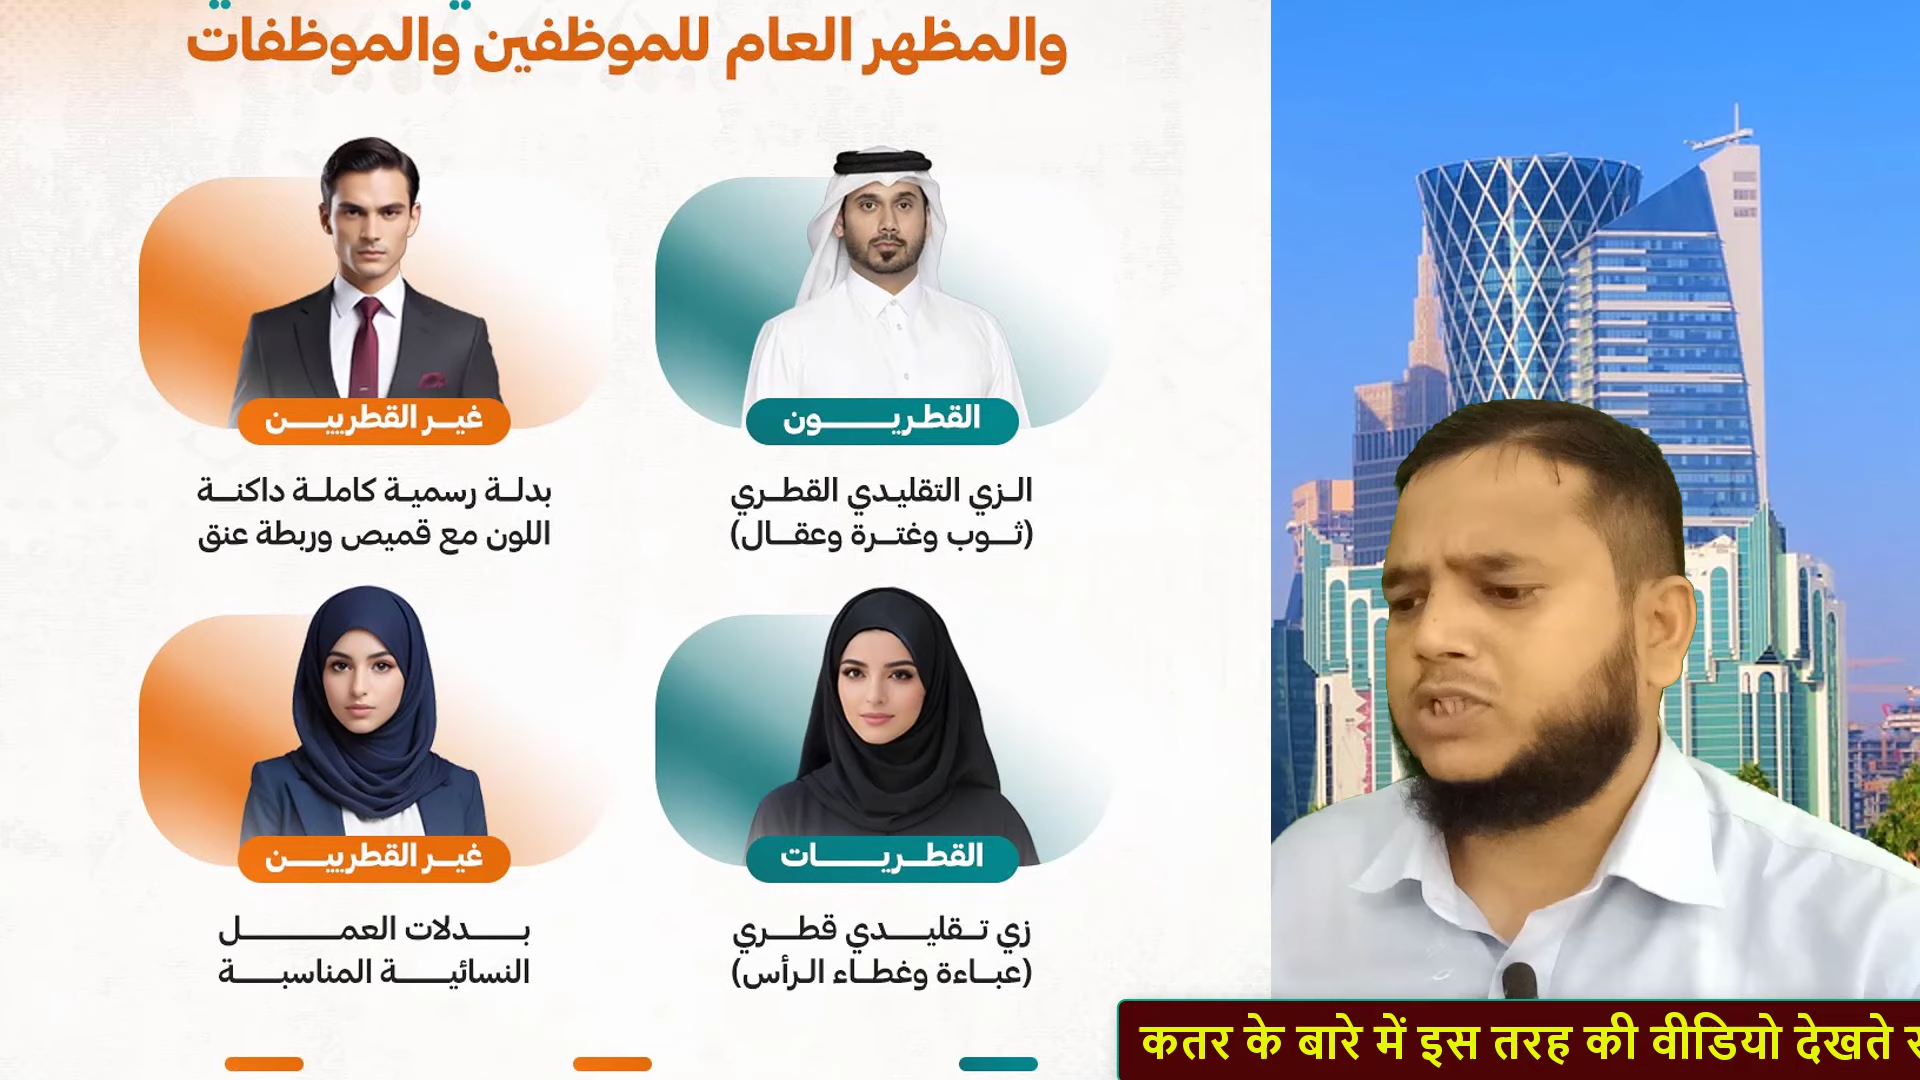 والمظهر العام للموظفين والموظفات
القطريون
الزي التقليدي القطري
(ثوب وغترة وعقال)
غير القطريين
بدلة رسمية كاملة داكنة
اللون مع قميص وربطة عنق
القطريات
زي تقليدي قطري
(عباءة وغطاء الرأس)
غير القطريين
بدلات العمل
النسائية المناسبة
कतर के बारे में इस तरह की वीडियो देखते